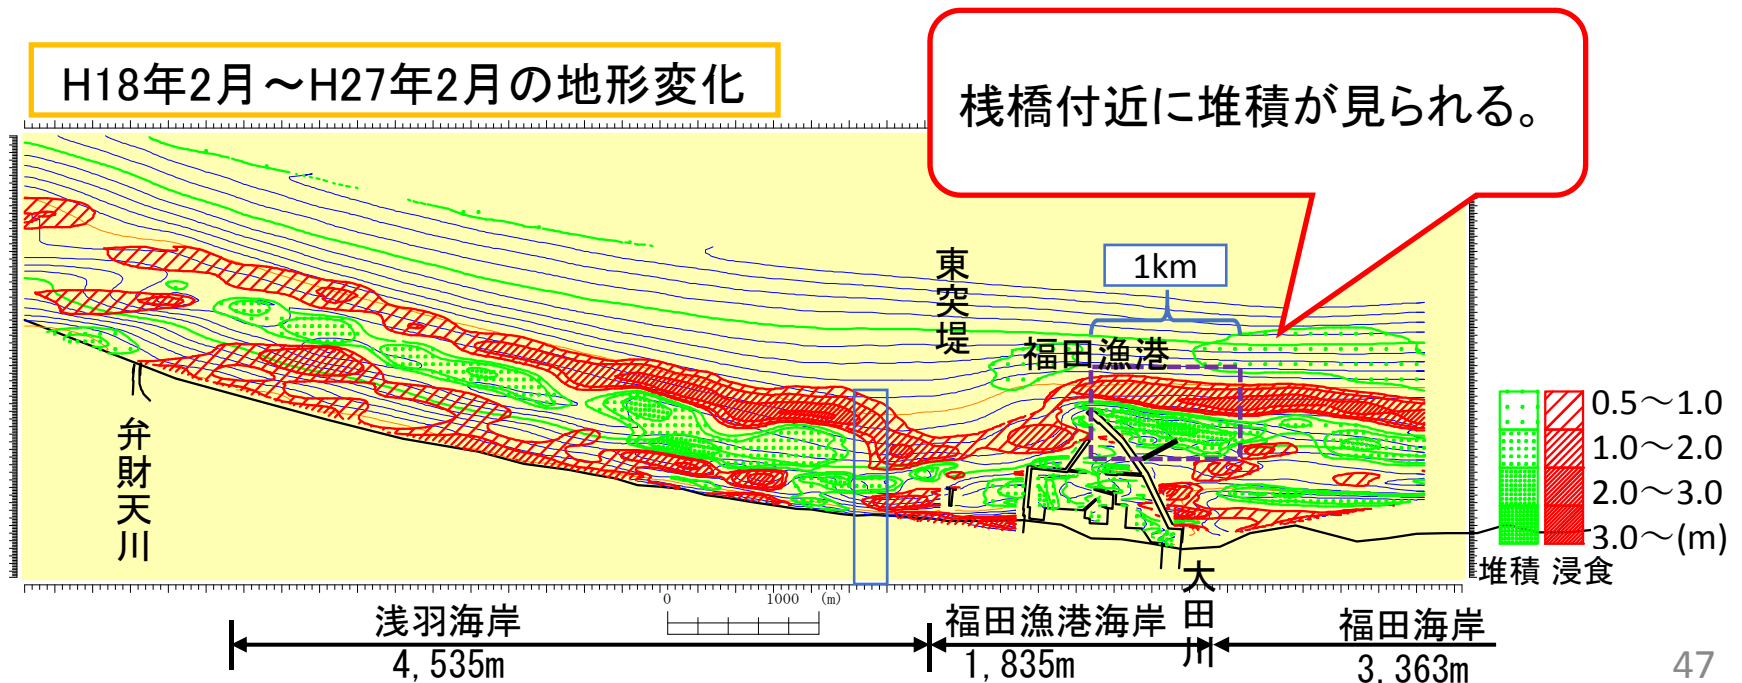 H18年2月～H27年2月の地形変化
桟橋付近に堆積が見られる。
東突堤
1km
福田漁港
弁財天川
0.5～1.0
1.0～2.0
2.0～3.0
3.0～(m)
堆積 浸食
大田川
0 1000 (m)
浅羽海岸
4,535m
福田漁港海岸
1,835m
福田海岸
3,363m
47